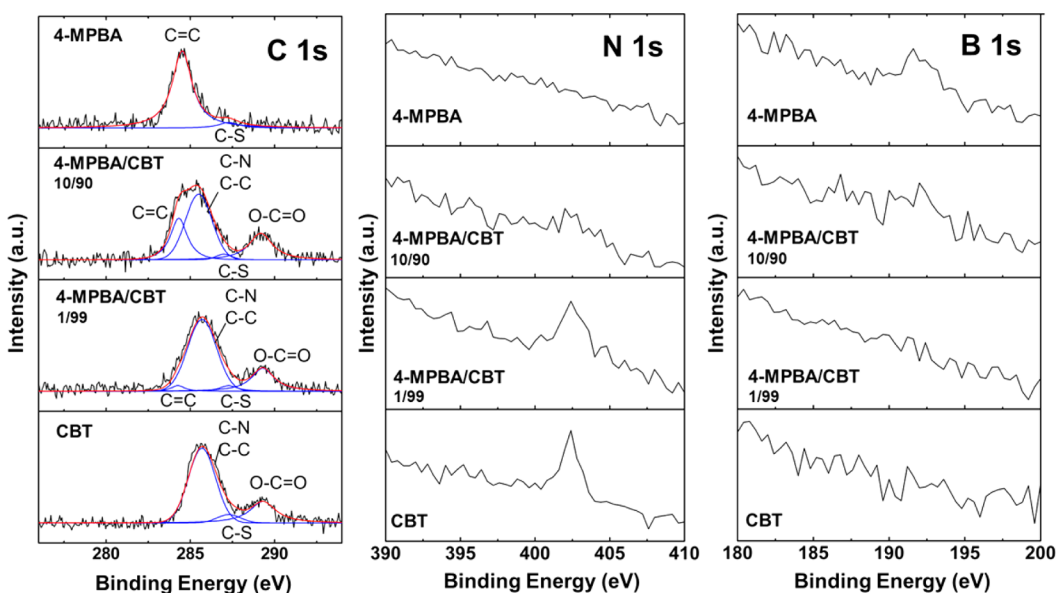 4-MPBA
C=C
C 1s
C-S
4-MPBA/CBT
10/90
C-N
C-C
C=C
O-C=O
C-S
4-MPBA/CBT
1/99
C-N
C-C
O-C=O
C=C
C-S
CBT
C-N
C-C
O-C=O
C-S
280 285 290
Binding Energy (eV)
Intensity (a.u.)
N 1s
4-MPBA
4-MPBA/CBT
10/90
4-MPBA/CBT
1/99
CBT
390 395 400 405 410
Binding Energy (eV)
Intensity (a.u.)
B 1s
4-MPBA
4-MPBA/CBT
10/90
4-MPBA/CBT
1/99
CBT
180 185 190 195 200
Binding Energy (eV)
Intensity (a.u.)